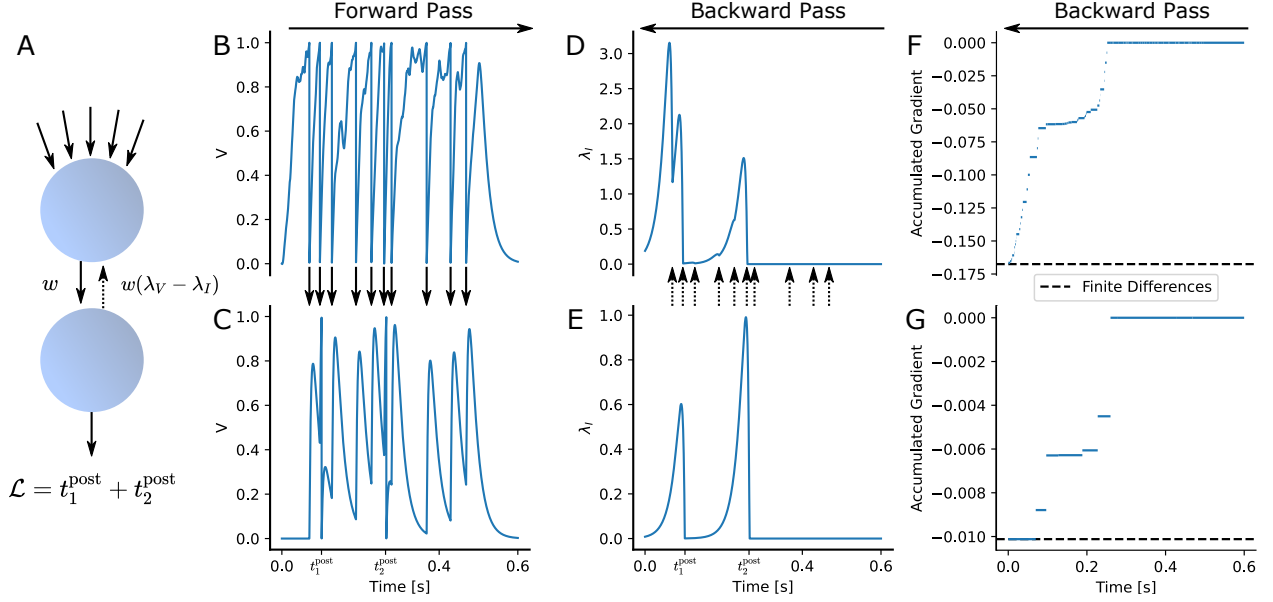 Forward Pass
Backward Pass
Backward Pass
A
B
D
F
1.0
0.8
0.6
0.4
0.2
0.0
V
3.0
2.5
2.0
1.5
1.0
0.5
0.0
λ_I
0.000
−0.025
−0.050
−0.075
−0.100
−0.125
−0.150
−0.175
Accumulated Gradient
w
w(λ_V − λ_I)
Finite Differences
C
E
G
1.0
0.8
0.6
0.4
0.2
0.0
V
1.0
0.8
0.6
0.4
0.2
0.0
λ_I
0.000
−0.002
−0.004
−0.006
−0.008
−0.010
Accumulated Gradient
ℒ = t_1^post + t_2^post
0.0 t_1^post t_2^post 0.6
Time [s]
0.0 t_1^post t_2^post 0.6
Time [s]
0.0 0.2 0.4 0.6
Time [s]